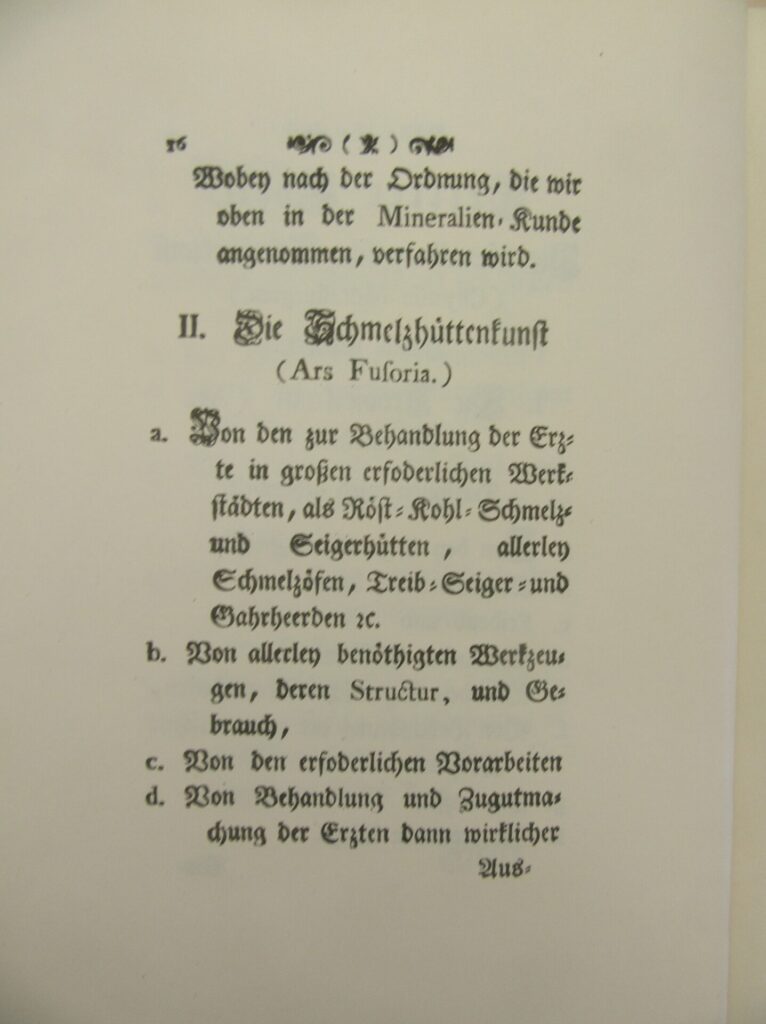 16 ( )
Wobey nach der Ordnung, die wir
oben in der Mineralien-Kunde
angenommen, verfahren wird.
II. Die Schmelzhüttenkunst
(Ars Fuſoria.)
a. Von den zur Behandlung der Erz-
te in großen erfoderlichen Werk-
städten, als Röst-Kohl-Schmelz-
und Seigerhütten, allerley
Schmelzöfen, Treib-Seiger-und
Gahrheerden ꝛc.
b. Von allerley benöthigten Werkzeu-
gen, deren Structur, und Ge-
brauch,
c. Von den erfoderlichen Vorarbeiten
d. Von Behandlung und Zugutma-
chung der Erzten dann wirklicher
Aus-